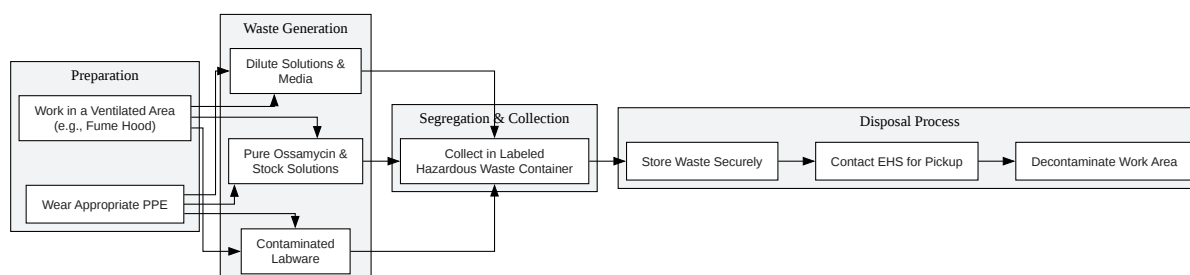 Preparation
Work in a Ventilated Area
(e.g., Fume Hood)
Wear Appropriate PPE
Waste Generation
Dilute Solutions &
Media
Pure Ossamycin &
Stock Solutions
Contaminated
Labware
Segregation & Collection
Collect in Labeled
Hazardous Waste Container
Disposal Process
Store Waste Securely
Contact EHS for Pickup
Decontaminate Work Area